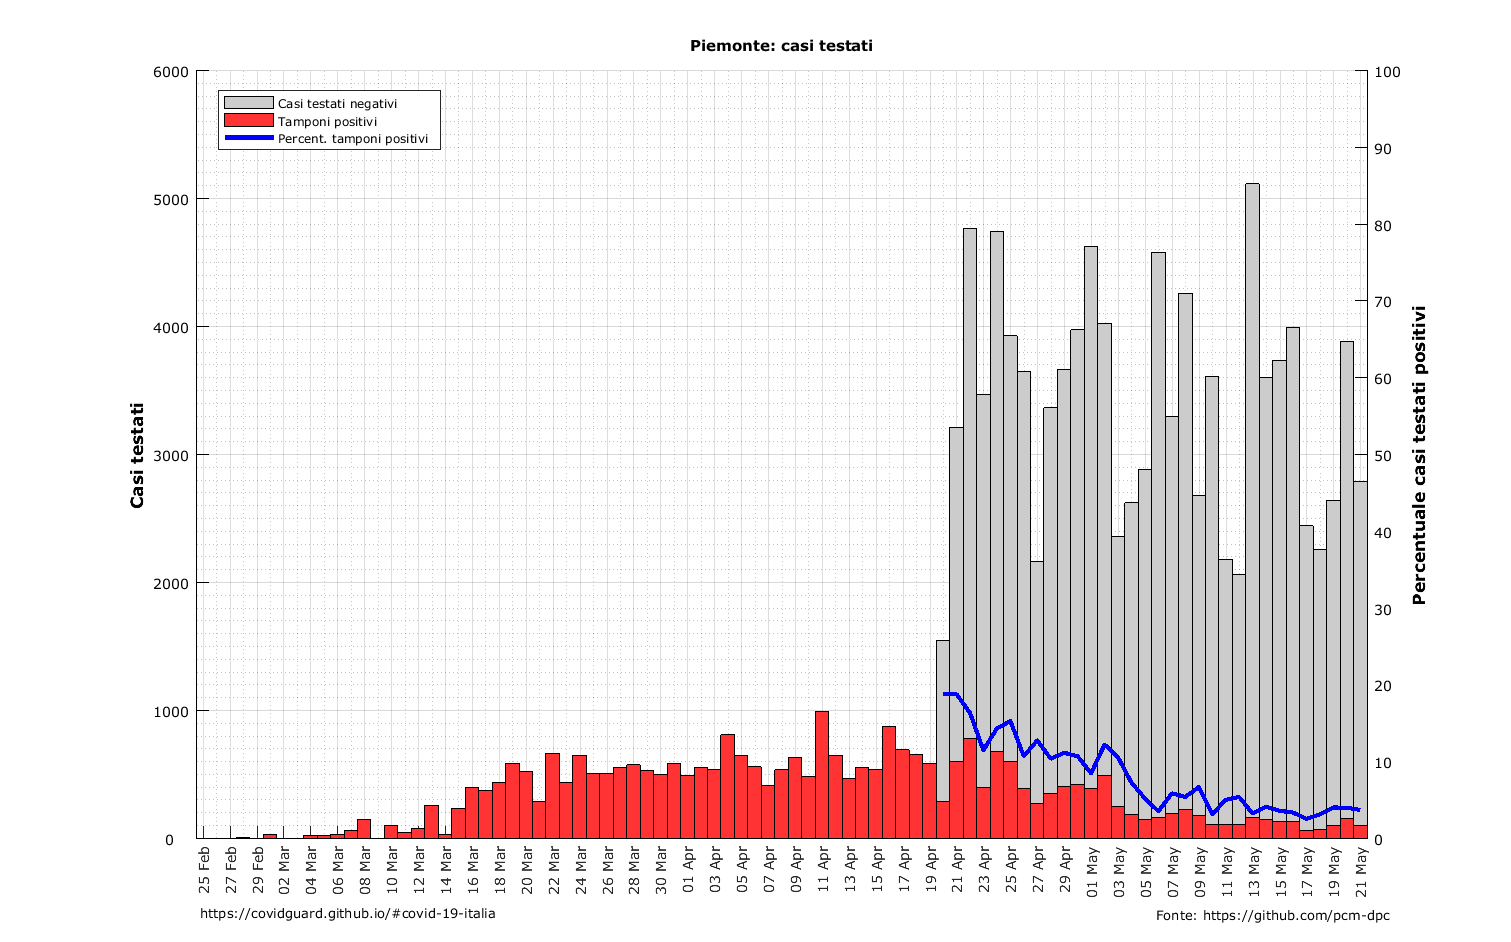 Piemonte: casi testati
Casi testati negativi
Tamponi positivi
Percent. tamponi positivi
Casi testati
6000
5000
4000
3000
2000
1000
0
100
90
80
70
60
50
40
30
20
10
0
Percentuale casi testati positivi
25 Feb
27 Feb
29 Feb
02 Mar
04 Mar
06 Mar
08 Mar
10 Mar
12 Mar
14 Mar
16 Mar
18 Mar
20 Mar
22 Mar
24 Mar
26 Mar
28 Mar
30 Mar
01 Apr
03 Apr
05 Apr
07 Apr
09 Apr
11 Apr
13 Apr
15 Apr
17 Apr
19 Apr
21 Apr
23 Apr
25 Apr
27 Apr
29 Apr
01 May
03 May
05 May
07 May
09 May
11 May
13 May
15 May
17 May
19 May
21 May
https://covidguard.github.io/#covid-19-italia
Fonte: https://github.com/pcm-dpc